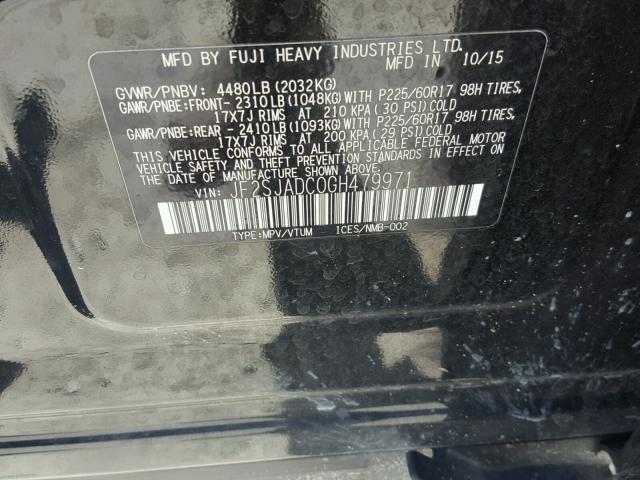 MFD BY FUJI HEAVY INDUSTRIES LTD.
MFD IN 10/15
GVWR/PNBV: 4480LB (2032KG)
GAWR/PNBE:FRONT- 2310LB(1048KG)WITH P225/60R17 98H TIRES,
17X7J RIMS AT 210 KPA (30 PSI)COLD
GAWR/PNBE:REAR - 2410LB(1093KG)WITH P225/60R17 98H TIRES,
17X7J RIMS AT 200 KPA (29 PSI)COLD
THIS VEHICLE CONFORMS TO ALL APPLICABLE FEDERAL MOTOR
VEHICLE SAFETY AND THEFT PREVENTION STANDARDS IN EFFECT ON
THE DATE OF MANUFACTURE SHOWN ABOVE.
VIN: JF2SJADC0GH479971
TYPE:MPV/VTUM ICES/NMB-002